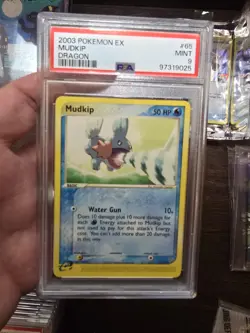 2003 POKEMON EX #65
MUDKIP MINT
DRAGON 9
PSA 97319025
Mudkip 50 HP
BASIC
Water Gun 10+
Does 10 damage plus 10 more damage for
each Energy attached to Mudkip but
not used to pay for this attack's Energy
cost. You can't add more than 20 damage
in this way.